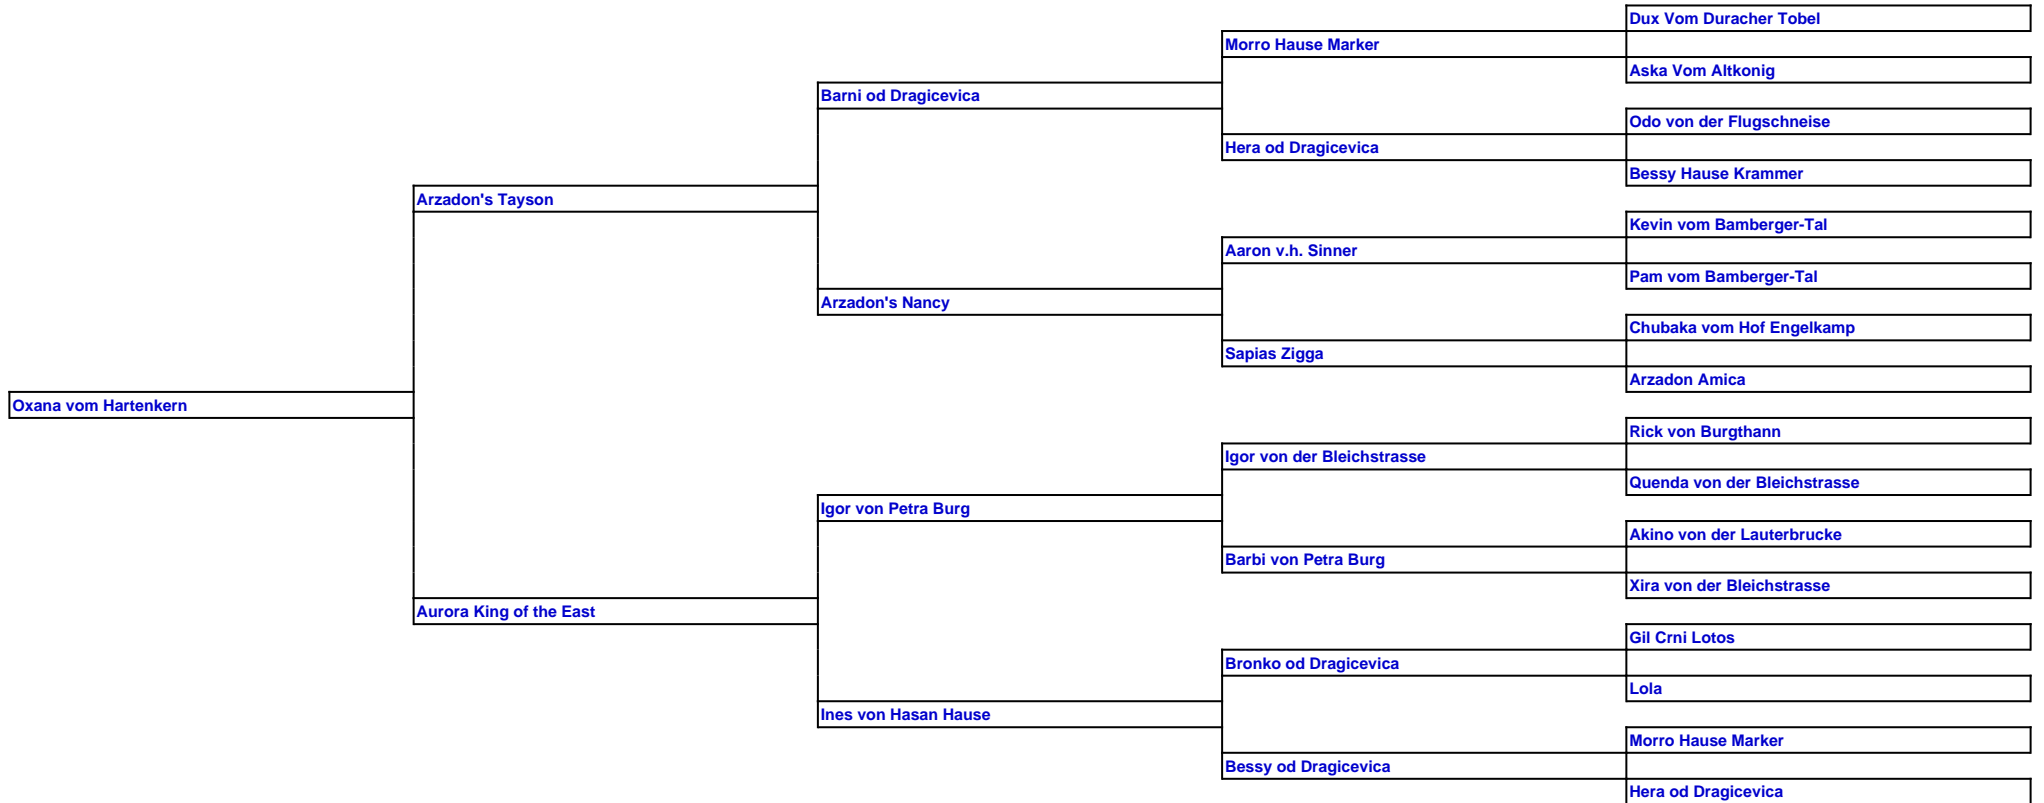 Dux Vom Duracher Tobel
Morro Hause Marker
Aska Vom Altkonig
Barni od Dragicevica
Odo von der Flugschneise
Hera od Dragicevica
Bessy Hause Krammer
Arzadon's Tayson
Kevin vom Bamberger-Tal
Aaron v.h. Sinner
Pam vom Bamberger-Tal
Arzadon's Nancy
Chubaka vom Hof Engelkamp
Sapias Zigga
Arzadon Amica
Oxana vom Hartenkern
Rick von Burgthann
Igor von der Bleichstrasse
Quenda von der Bleichstrasse
Igor von Petra Burg
Akino von der Lauterbrucke
Barbi von Petra Burg
Xira von der Bleichstrasse
Aurora King of the East
Gil Crni Lotos
Bronko od Dragicevica
Lola
Ines von Hasan Hause
Morro Hause Marker
Bessy od Dragicevica
Hera od Dragicevica